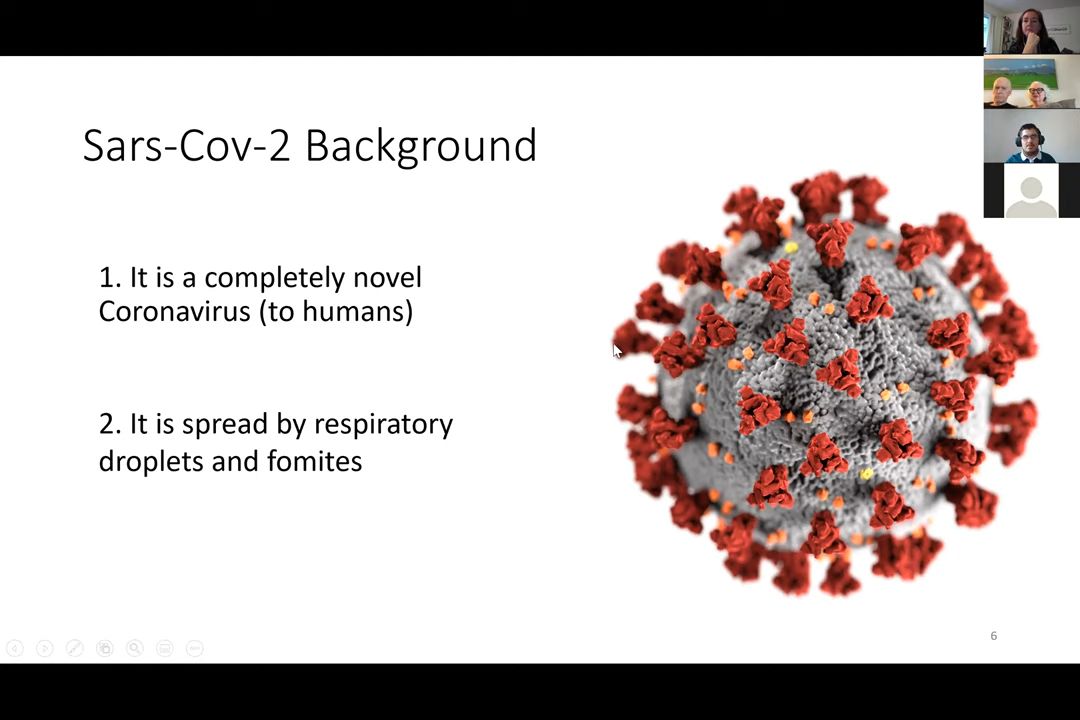 Sars-Cov-2 Background
1. It is a completely novel
Coronavirus (to humans)
2. It is spread by respiratory
droplets and fomites
6